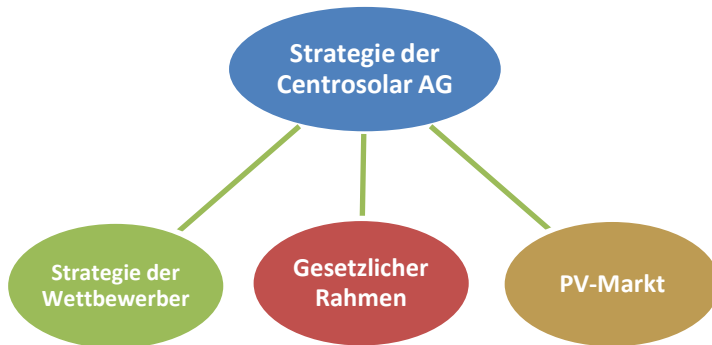 Strategie der
Centrosolar AG
Strategie der
Wettbewerber
Gesetzlicher
Rahmen
PV-Markt